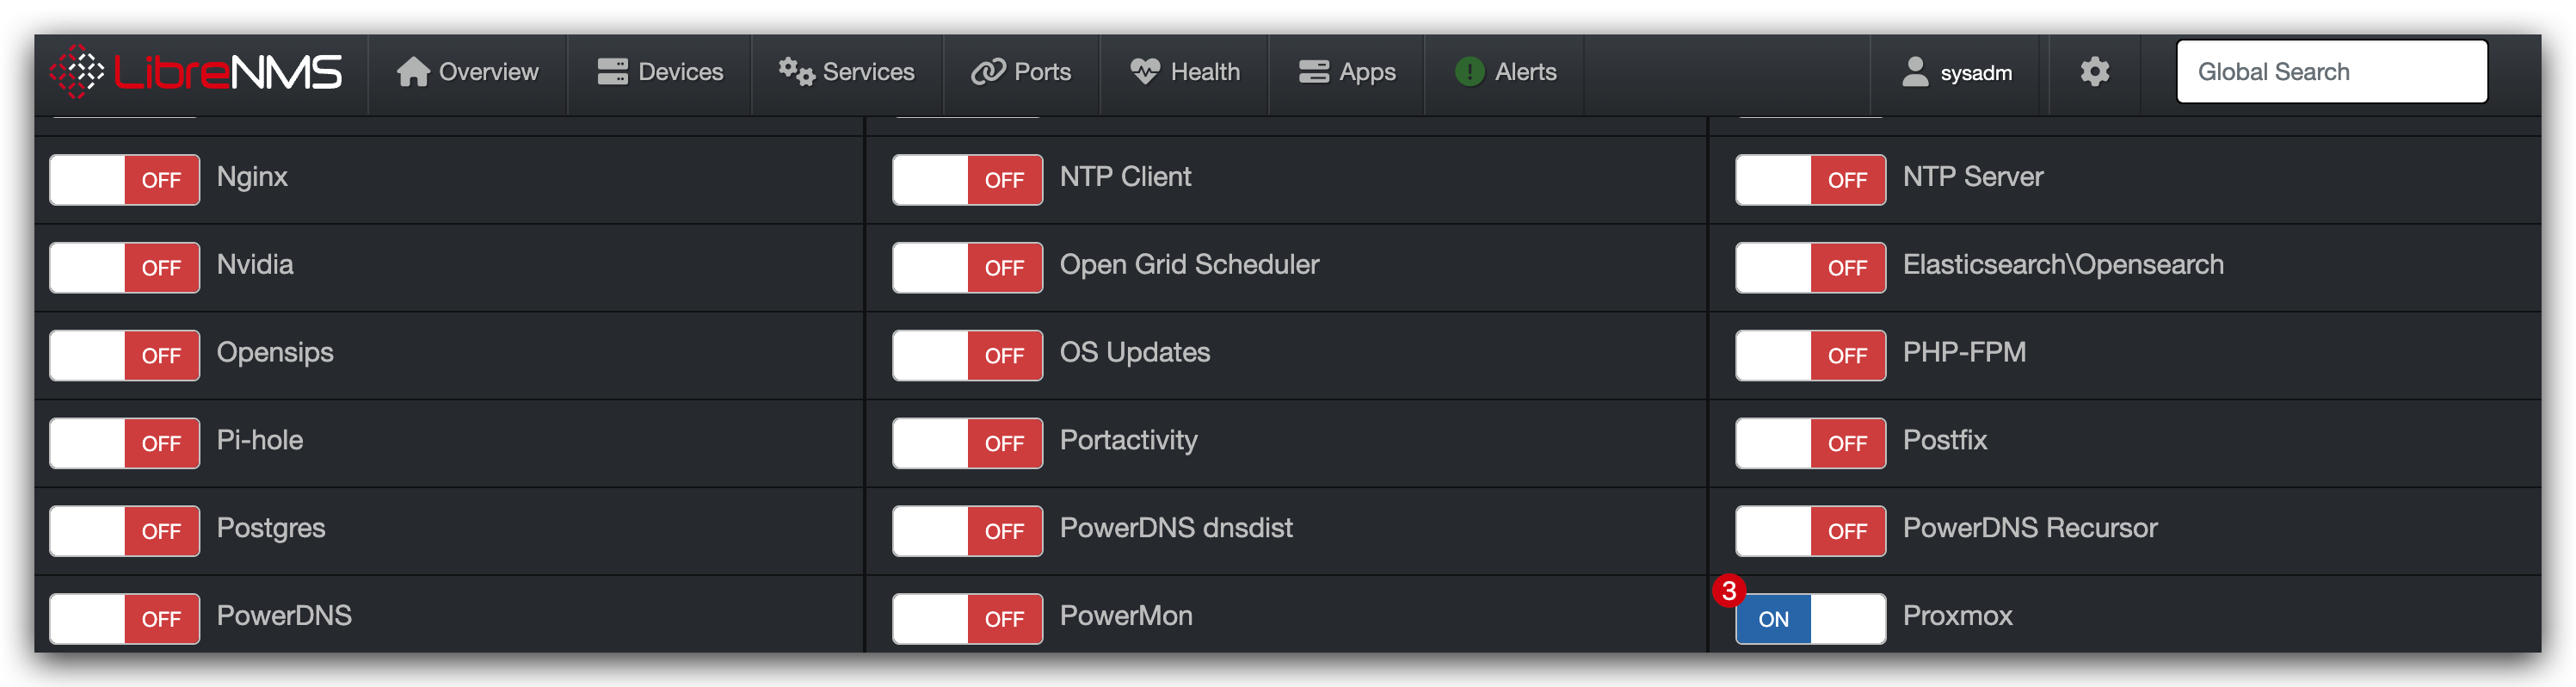 LibreNMS Overview Devices Services Ports Health Apps Alerts sysadm Global Search
OFF Nginx OFF NTP Client OFF NTP Server
OFF Nvidia OFF Open Grid Scheduler OFF Elasticsearch\Opensearch
OFF Opensips OFF OS Updates OFF PHP-FPM
OFF Pi-hole OFF Portactivity OFF Postfix
OFF Postgres OFF PowerDNS dnsdist OFF PowerDNS Recursor
OFF PowerDNS OFF PowerMon 3 ON Proxmox